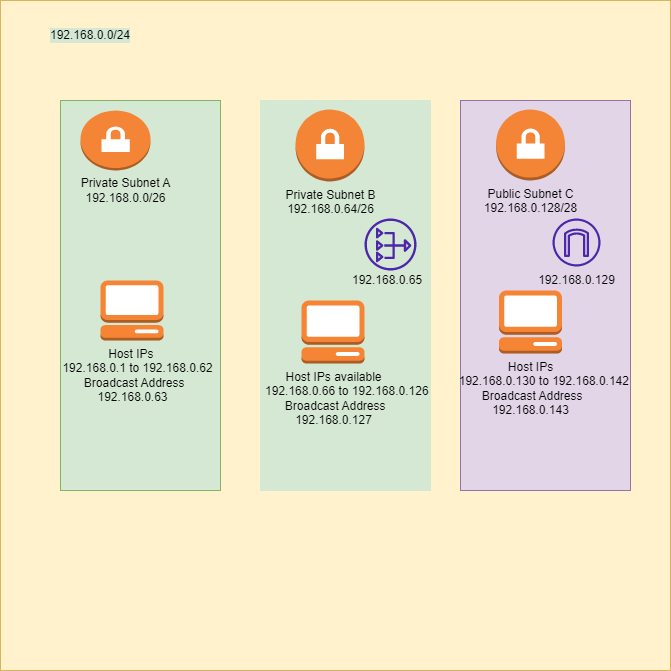 192.168.0.0/24
Private Subnet A
192.168.0.0/26
Host IPs
192.168.0.1 to 192.168.0.62
Broadcast Address
192.168.0.63
Private Subnet B
192.168.0.64/26
192.168.0.65
Host IPs available
192.168.0.66 to 192.168.0.126
Broadcast Address
192.168.0.127
Public Subnet C
192.168.0.128/28
192.168.0.129
Host IPs
192.168.0.130 to 192.168.0.142
Broadcast Address
192.168.0.143